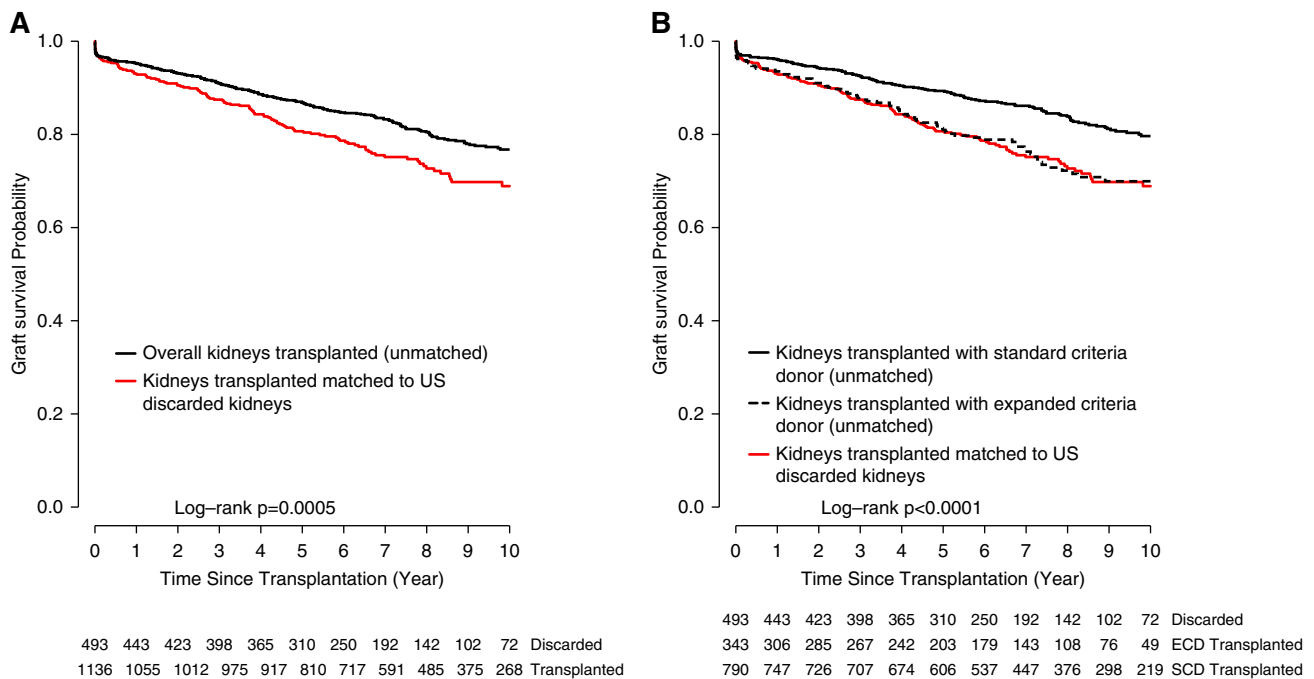 A
1.0
0.8
0.6
0.4
0.2
0.0
Graft survival Probability
Overall kidneys transplanted (unmatched)
Kidneys transplanted matched to US
discarded kidneys
Log–rank p=0.0005
0 1 2 3 4 5 6 7 8 9 10
Time Since Transplantation (Year)
493 443 423 398 365 310 250 192 142 102 72 Discarded
1136 1055 1012 975 917 810 717 591 485 375 268 Transplanted
B
1.0
0.8
0.6
0.4
0.2
0.0
Graft survival Probability
Kidneys transplanted with standard criteria
donor (unmatched)
Kidneys transplanted with expanded criteria
donor (unmatched)
Kidneys transplanted matched to US
discarded kidneys
Log–rank p<0.0001
0 1 2 3 4 5 6 7 8 9 10
Time Since Transplantation (Year)
493 443 423 398 365 310 250 192 142 102 72 Discarded
343 306 285 267 242 203 179 143 108 76 49 ECD Transplanted
790 747 726 707 674 606 537 447 376 298 219 SCD Transplanted